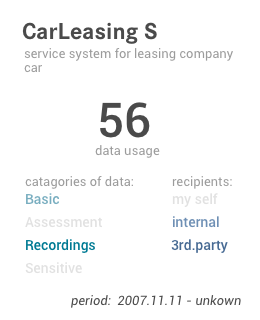 CarLeasing S
service system for leasing company
car
56
data usage
catagories of data: recipients:
Basic my self
Assessment internal
Recordings 3rd.party
Sensitive
period: 2007.11.11 - unkown